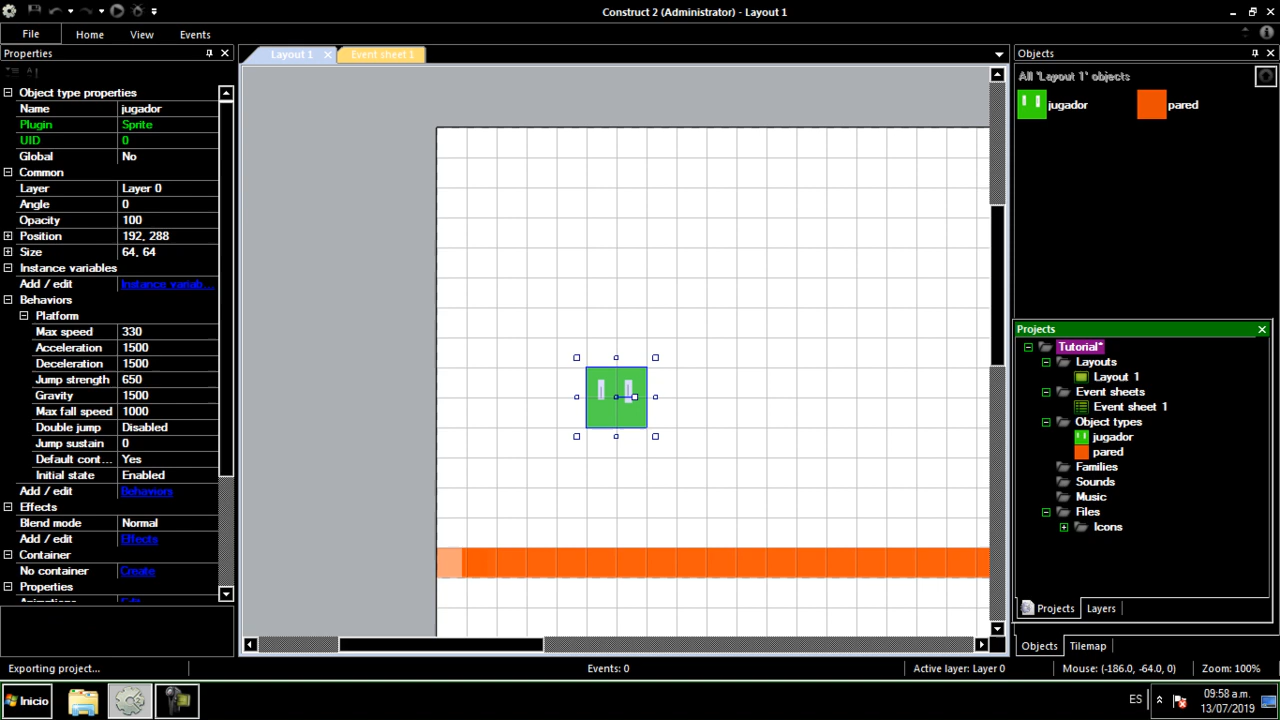 Construct 2 (Administrator) - Layout 1
File Home View Events
Properties
Object type properties
Name jugador
Plugin Sprite
UID 0
Global No
Common
Layer Layer 0
Angle 0
Opacity 100
Position 192, 288
Size 64, 64
Instance variables
Add / edit Instance variab...
Behaviors
Platform
Max speed 330
Acceleration 1500
Deceleration 1500
Jump strength 650
Gravity 1500
Max fall speed 1000
Double jump Disabled
Jump sustain 0
Default cont... Yes
Initial state Enabled
Add / edit Behaviors
Effects
Blend mode Normal
Add / edit Effects
Container
No container Create
Properties
Layout 1 Event sheet 1
Objects
All 'Layout 1' objects
jugador pared
Projects
Tutorial*
Layouts
Layout 1
Event sheets
Event sheet 1
Object types
jugador
pared
Families
Sounds
Music
Files
Icons
Projects Layers
Objects Tilemap
Exporting project... Events: 0 Active layer: Layer 0 Mouse: (-186.0, -64.0, 0) Zoom: 100%
Inicio ES 09:58 a.m.
13/07/2019